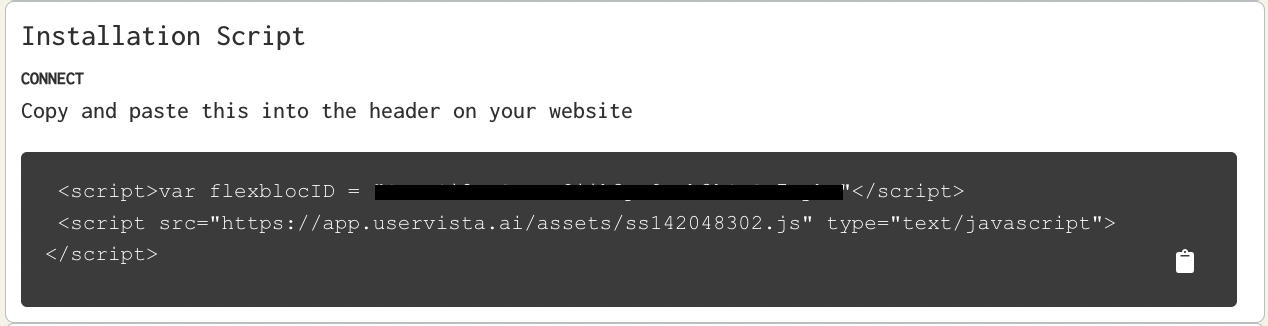 Installation Script
CONNECT
Copy and paste this into the header on your website
<script>var flexblocID = "</script>
<script src="https://app.uservista.ai/assets/ss142048302.js" type="text/javascript">
</script>